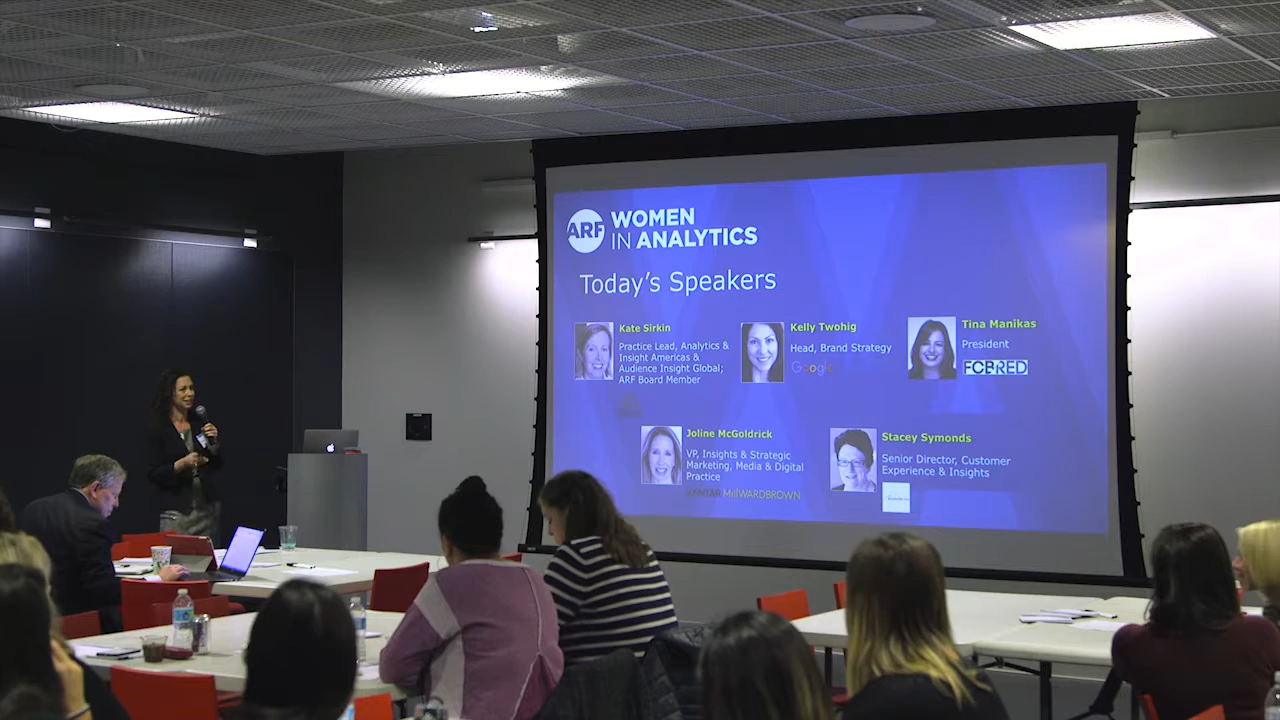 ARF WOMEN
IN ANALYTICS
Today's Speakers
Kate Sirkin
Practice Lead, Analytics &
Insight Americas &
Audience Insight Global;
ARF Board Member
Kelly Twohig
Head, Brand Strategy
Google
Tina Manikas
President
FCB/RED
Joline McGoldrick
VP, Insights & Strategic
Marketing, Media & Digital
Practice
KANTAR MillWARDBROWN
Stacey Symonds
Senior Director, Customer
Experience & Insights